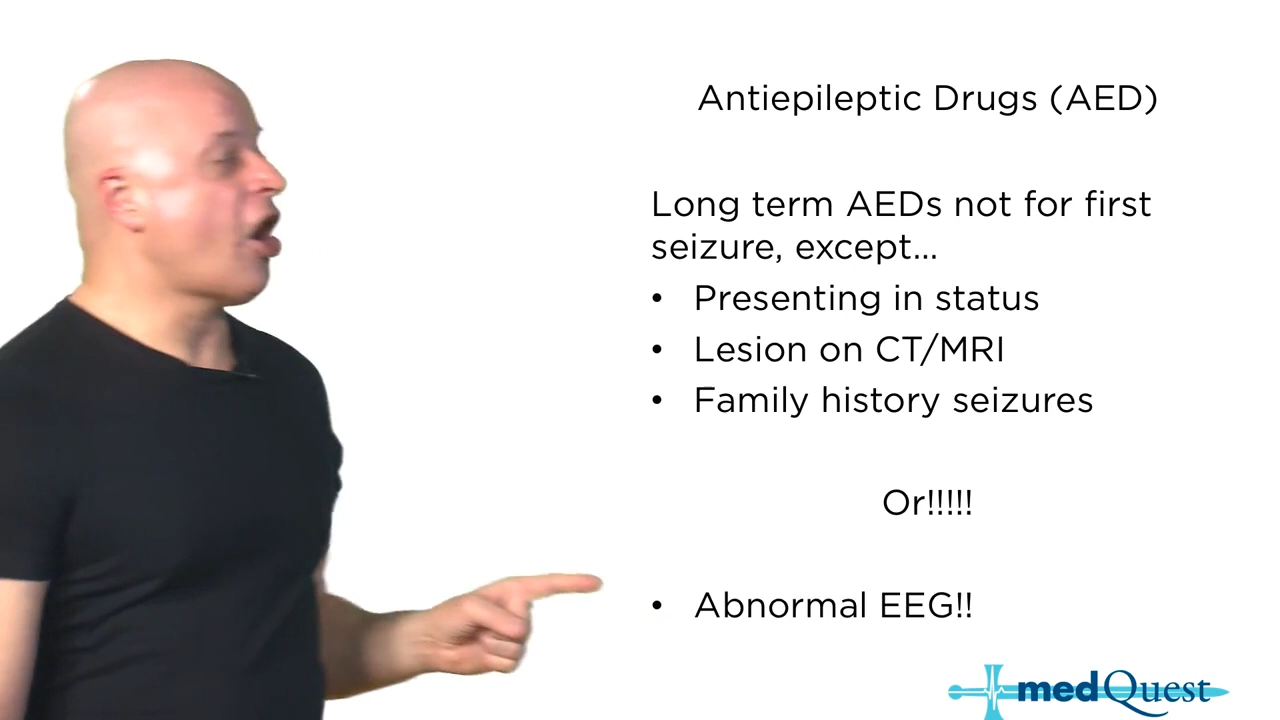 Antiepileptic Drugs (AED)
Long term AEDs not for first
seizure, except...
• Presenting in status
• Lesion on CT/MRI
• Family history seizures
Or!!!!!
• Abnormal EEG!!
medQuest